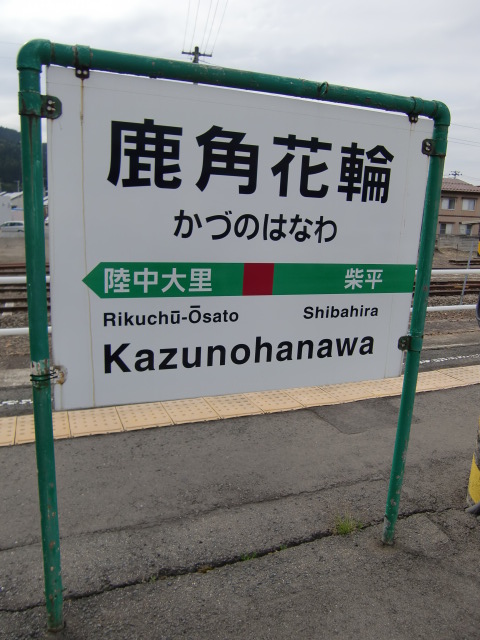 鹿角花輪
かづのはなわ
陸中大里 柴平
Rikuchū-Ōsato Shibahira
Kazunohanawa